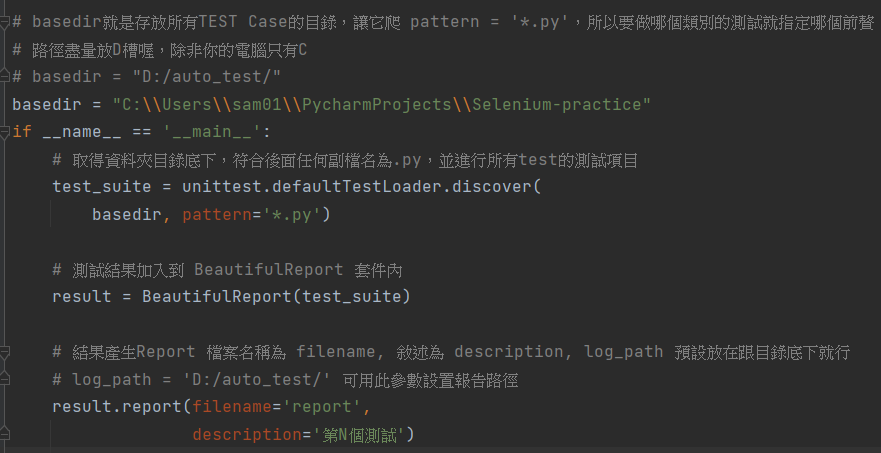 # basedir就是存放所有TEST Case的目錄，讓它爬 pattern = '*.py'，所以要做哪個類別的測試就指定哪個前贅
# 路徑盡量放D槽喔，除非你的電腦只有C
# basedir = "D:/auto_test/"
basedir = "C:\\Users\\sam01\\PycharmProjects\\Selenium-practice"
if __name__ == '__main__':
    # 取得資料夾目錄底下，符合後面任何副檔名為.py，並進行所有test的測試項目
    test_suite = unittest.defaultTestLoader.discover(
        basedir, pattern='*.py')
    # 測試結果加入到 BeautifulReport 套件內
    result = BeautifulReport(test_suite)
    # 結果產生Report 檔案名稱為 filename, 敘述為 description, log_path 預設放在跟目錄底下就行
    # log_path = 'D:/auto_test/' 可用此參數設置報告路徑
    result.report(filename='report',
                  description='第N個測試')